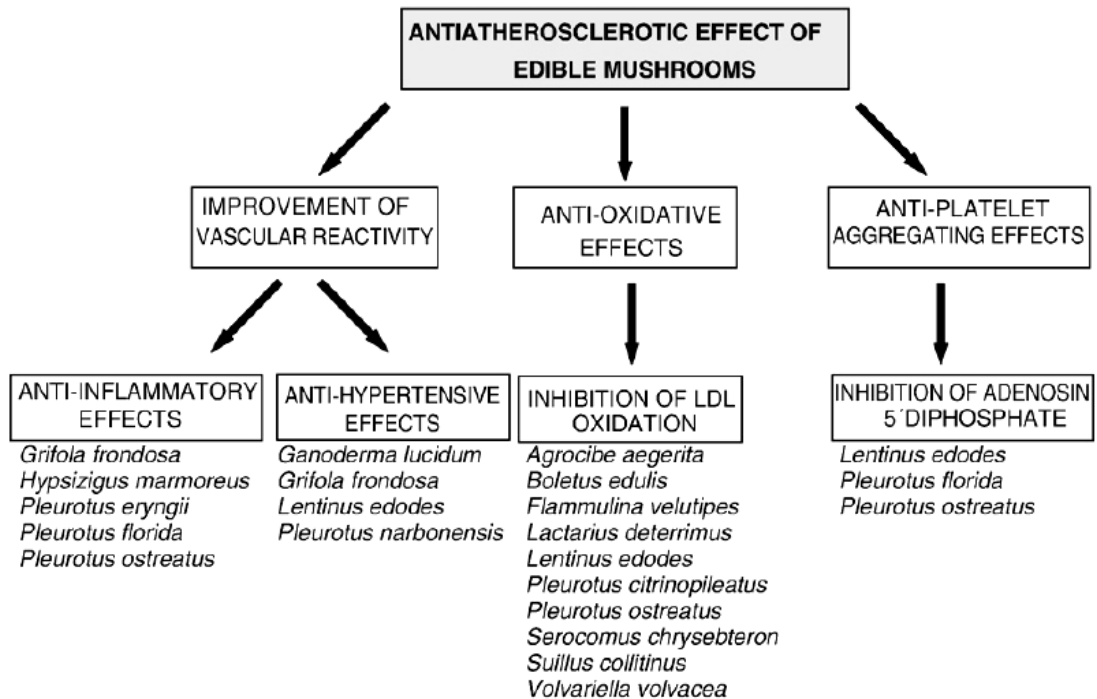 ANTIATHEROSCLEROTIC EFFECT OF
EDIBLE MUSHROOMS
IMPROVEMENT OF
VASCULAR REACTIVITY
ANTI-OXIDATIVE
EFFECTS
ANTI-PLATELET
AGGREGATING EFFECTS
ANTI-INFLAMMATORY
EFFECTS
Grifola frondosa
Hypsizigus marmoreus
Pleurotus eryngii
Pleurotus florida
Pleurotus ostreatus
ANTI-HYPERTENSIVE
EFFECTS
Ganoderma lucidum
Grifola frondosa
Lentinus edodes
Pleurotus narbonensis
INHIBITION OF LDL
OXIDATION
Agrocibe aegerita
Boletus edulis
Flammulina velutipes
Lactarius deterrimus
Lentinus edodes
Pleurotus citrinopileatus
Pleurotus ostreatus
Serocomus chrysebteron
Suillus collitinus
Volvariella volvacea
INHIBITION OF ADENOSIN
5´DIPHOSPHATE
Lentinus edodes
Pleurotus florida
Pleurotus ostreatus